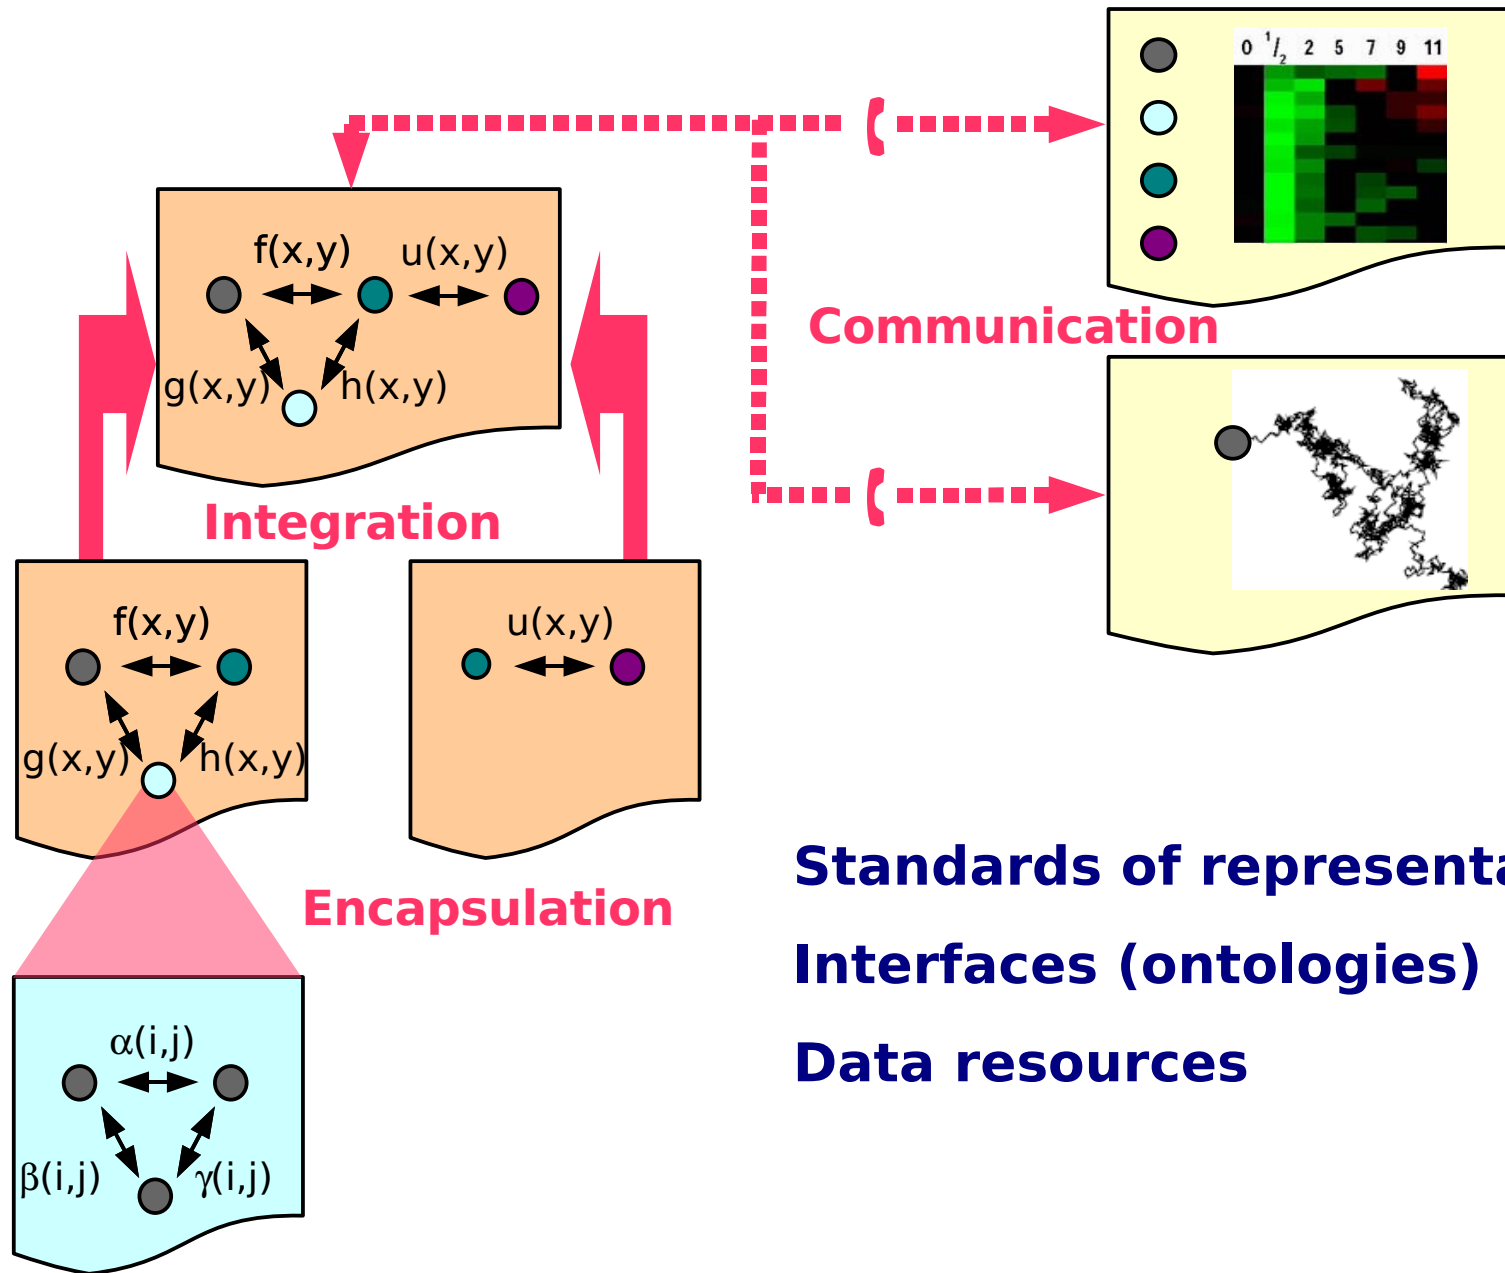 0 1/2 2 5 7 9 11
f(x,y) u(x,y)
g(x,y) h(x,y)
Communication
Integration
f(x,y)
g(x,y) h(x,y)
u(x,y)
Encapsulation
α(i,j)
β(i,j) γ(i,j)
Standards of representa
Interfaces (ontologies)
Data resources